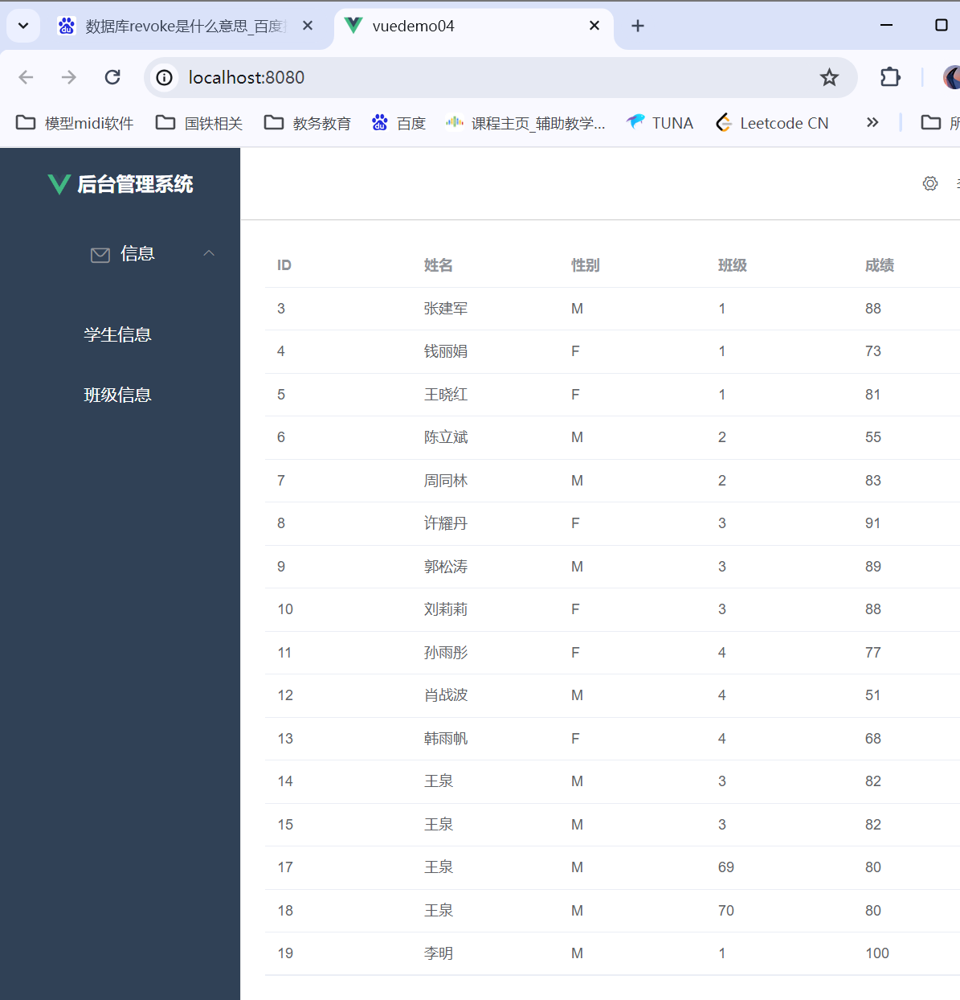 数据库revoke是什么意思_百度
vuedemo04
localhost:8080
模型midi软件 国铁相关 教务教育 百度 课程主页_辅助教学... TUNA Leetcode CN
后台管理系统
信息
学生信息
班级信息
ID 姓名 性别 班级 成绩
3 张建军 M 1 88
4 钱丽娟 F 1 73
5 王晓红 F 1 81
6 陈立斌 M 2 55
7 周同林 M 2 83
8 许耀丹 F 3 91
9 郭松涛 M 3 89
10 刘莉莉 F 3 88
11 孙雨彤 F 4 77
12 肖战波 M 4 51
13 韩雨帆 F 4 68
14 王泉 M 3 82
15 王泉 M 3 82
17 王泉 M 69 80
18 王泉 M 70 80
19 李明 M 1 100